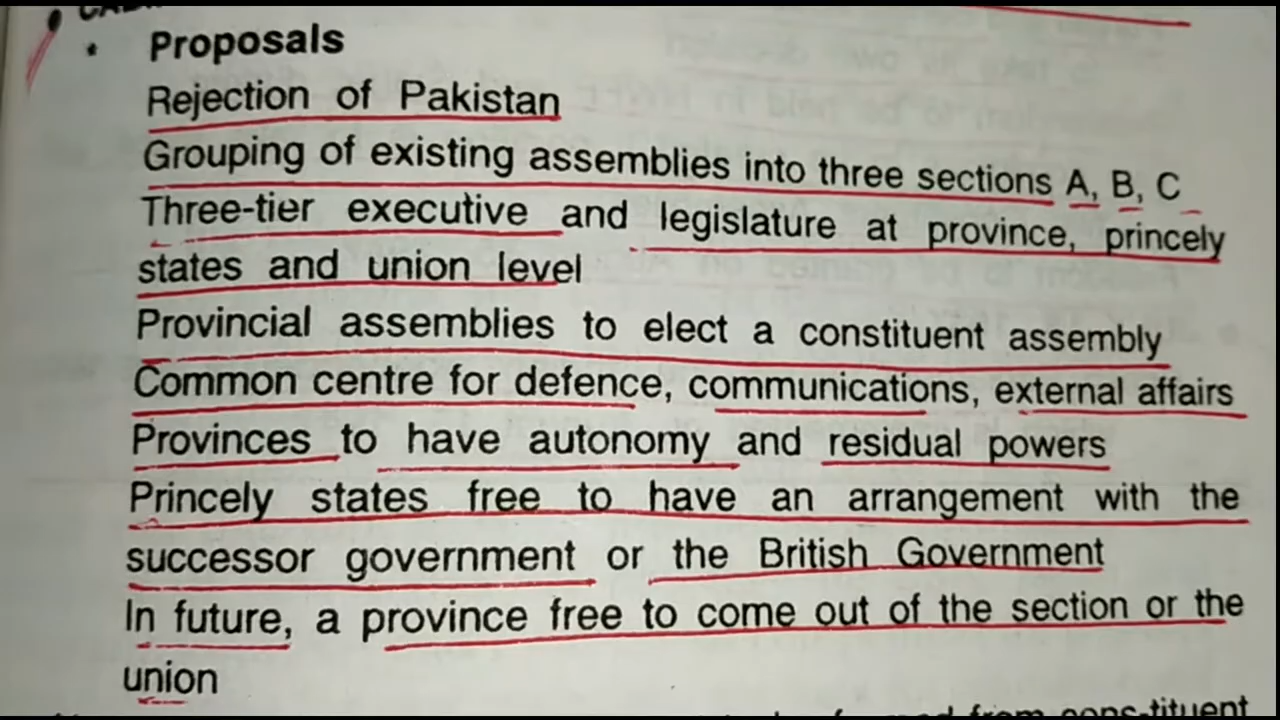 • Proposals
Rejection of Pakistan
Grouping of existing assemblies into three sections A, B, C
Three-tier executive and legislature at province, princely
states and union level
Provincial assemblies to elect a constituent assembly
Common centre for defence, communications, external affairs
Provinces to have autonomy and residual powers
Princely states free to have an arrangement with the
successor government or the British Government
In future, a province free to come out of the section or the
union